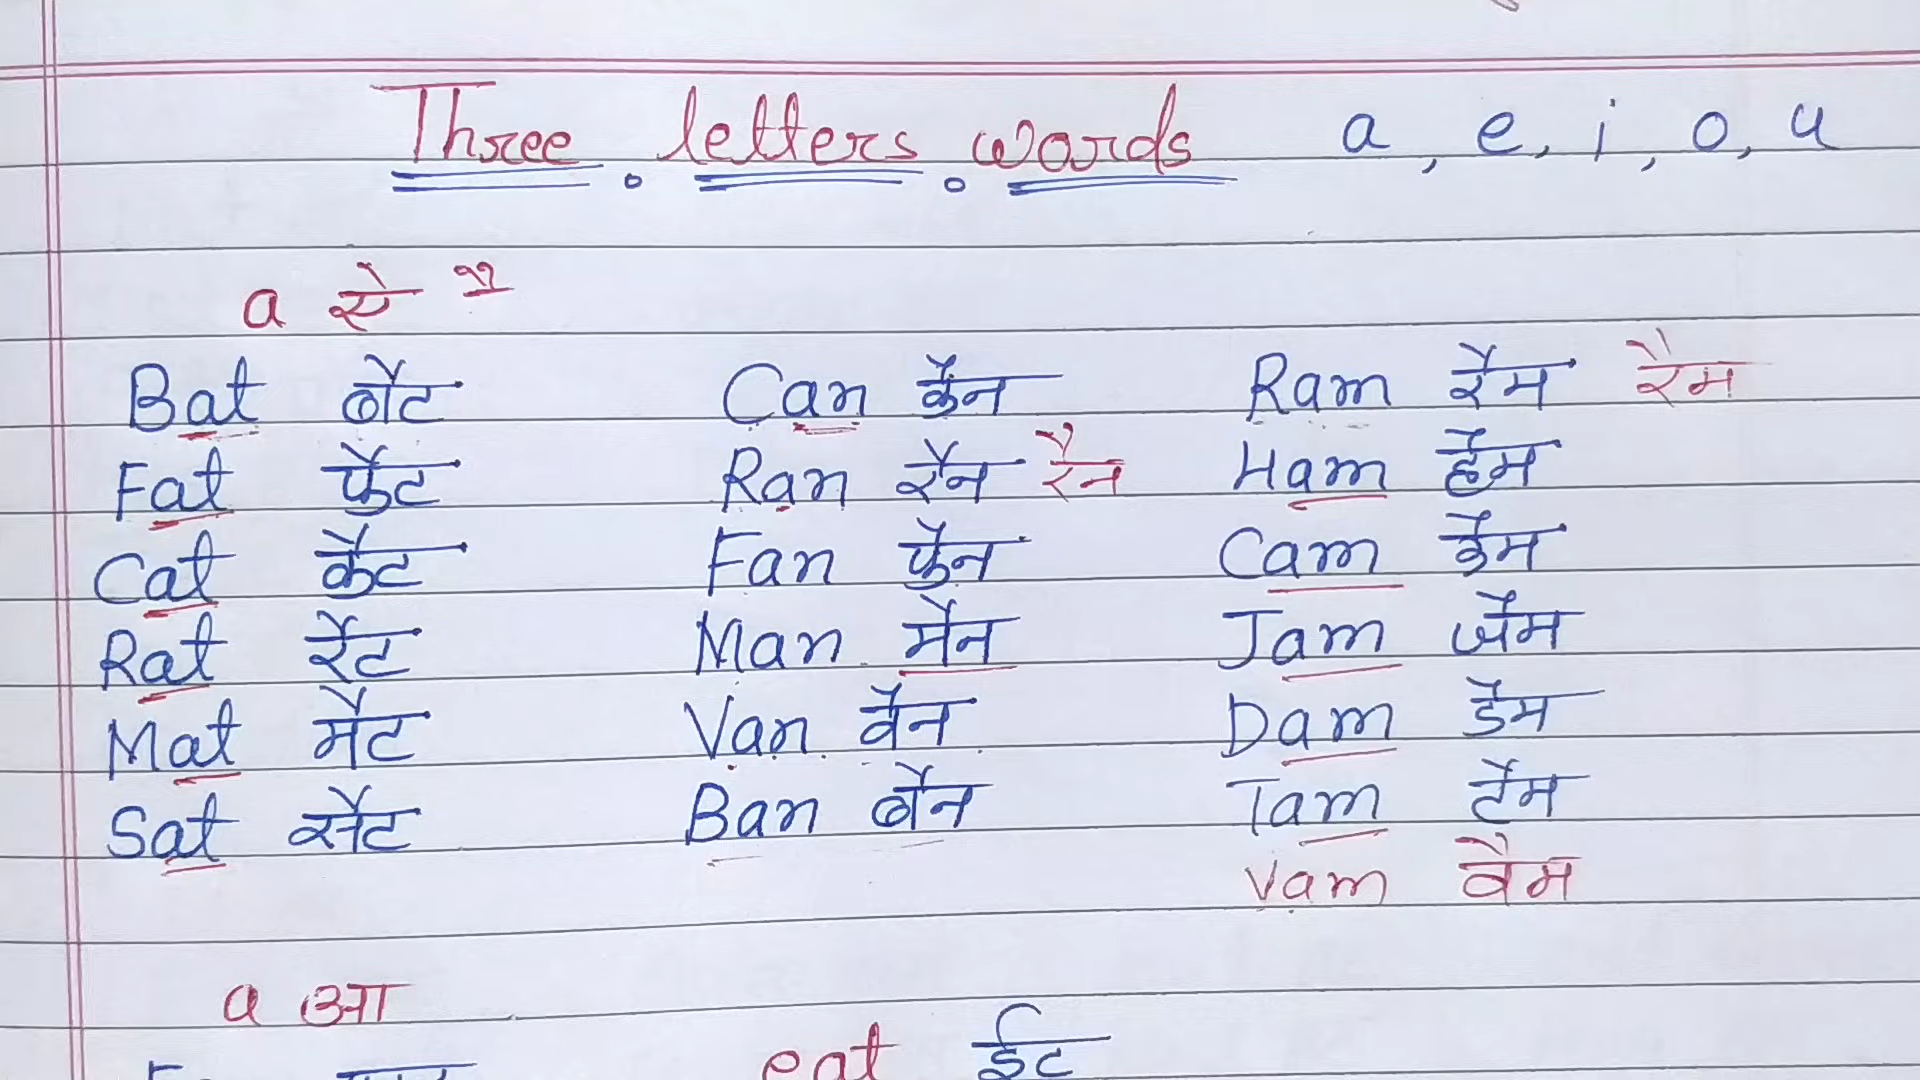 Three letters words a, e, i, o, u
a ऐ
Bat बैट Can कैन Ram रैम रैम
Fat फैट Ran रैन रैन Ham हैम
Cat कैट Fan फैन Cam कैम
Rat रैट Man मैन Jam जैम
Mat मैट Van वैन Dam डैम
Sat सैट Ban बैन Tam टैम
Vam वैम
a आ
eat ईट